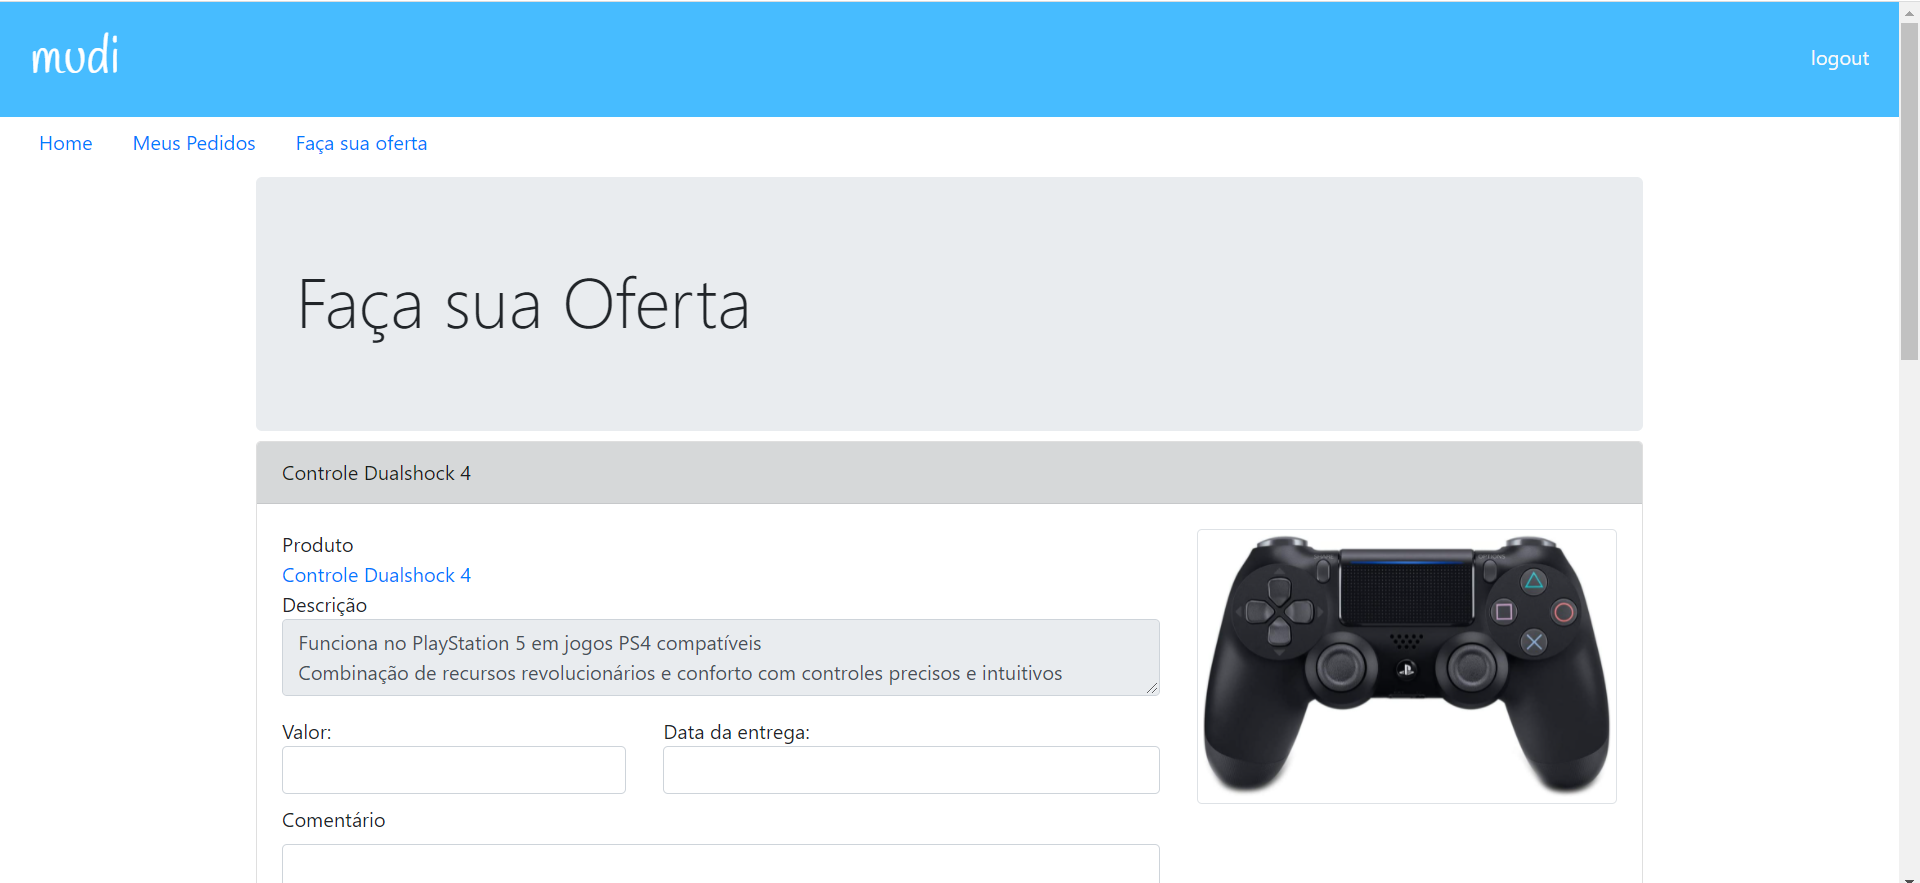 mudi
logout
Home Meus Pedidos Faça sua oferta
Faça sua Oferta
Controle Dualshock 4
Produto
Controle Dualshock 4
Descrição
Funciona no PlayStation 5 em jogos PS4 compatíveis
Combinação de recursos revolucionários e conforto com controles precisos e intuitivos
Valor:
Data da entrega:
Comentário